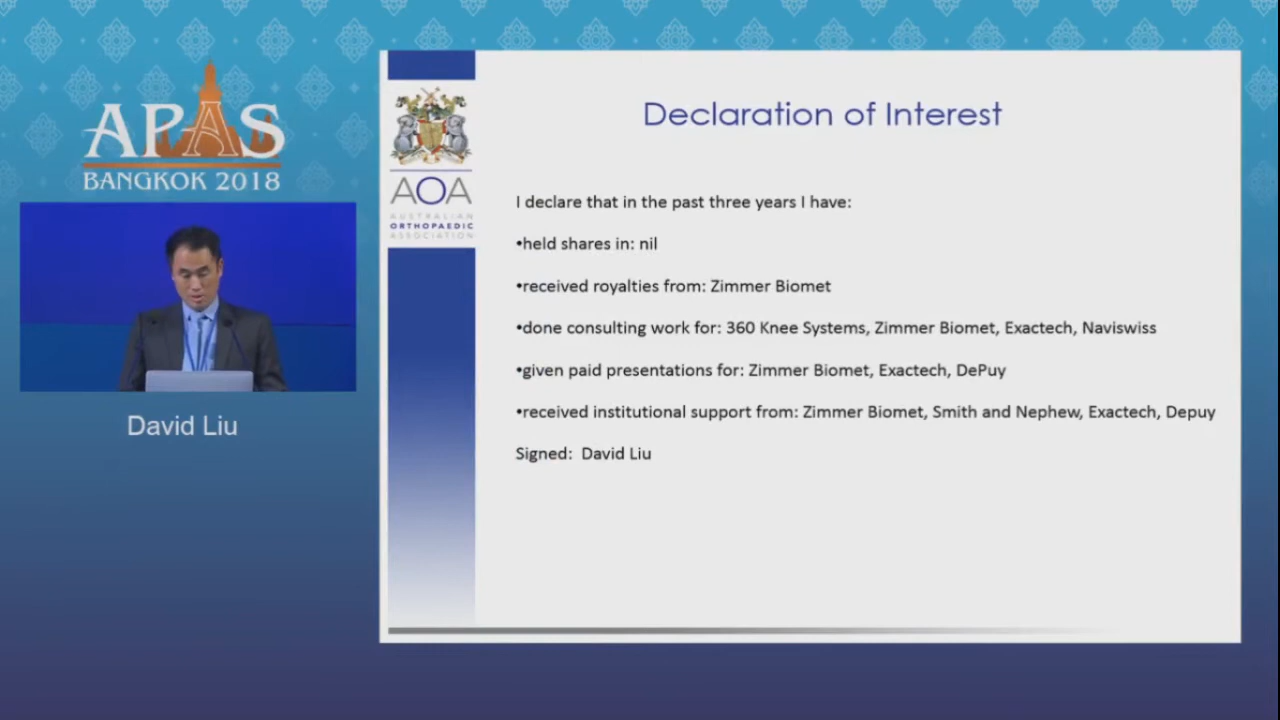 APAS
BANGKOK 2018
David Liu
AOA
AUSTRALIAN
ORTHOPAEDIC
ASSOCIATION
Declaration of Interest
I declare that in the past three years I have:
•held shares in: nil
•received royalties from: Zimmer Biomet
•done consulting work for: 360 Knee Systems, Zimmer Biomet, Exactech, Naviswiss
•given paid presentations for: Zimmer Biomet, Exactech, DePuy
•received institutional support from: Zimmer Biomet, Smith and Nephew, Exactech, Depuy
Signed: David Liu